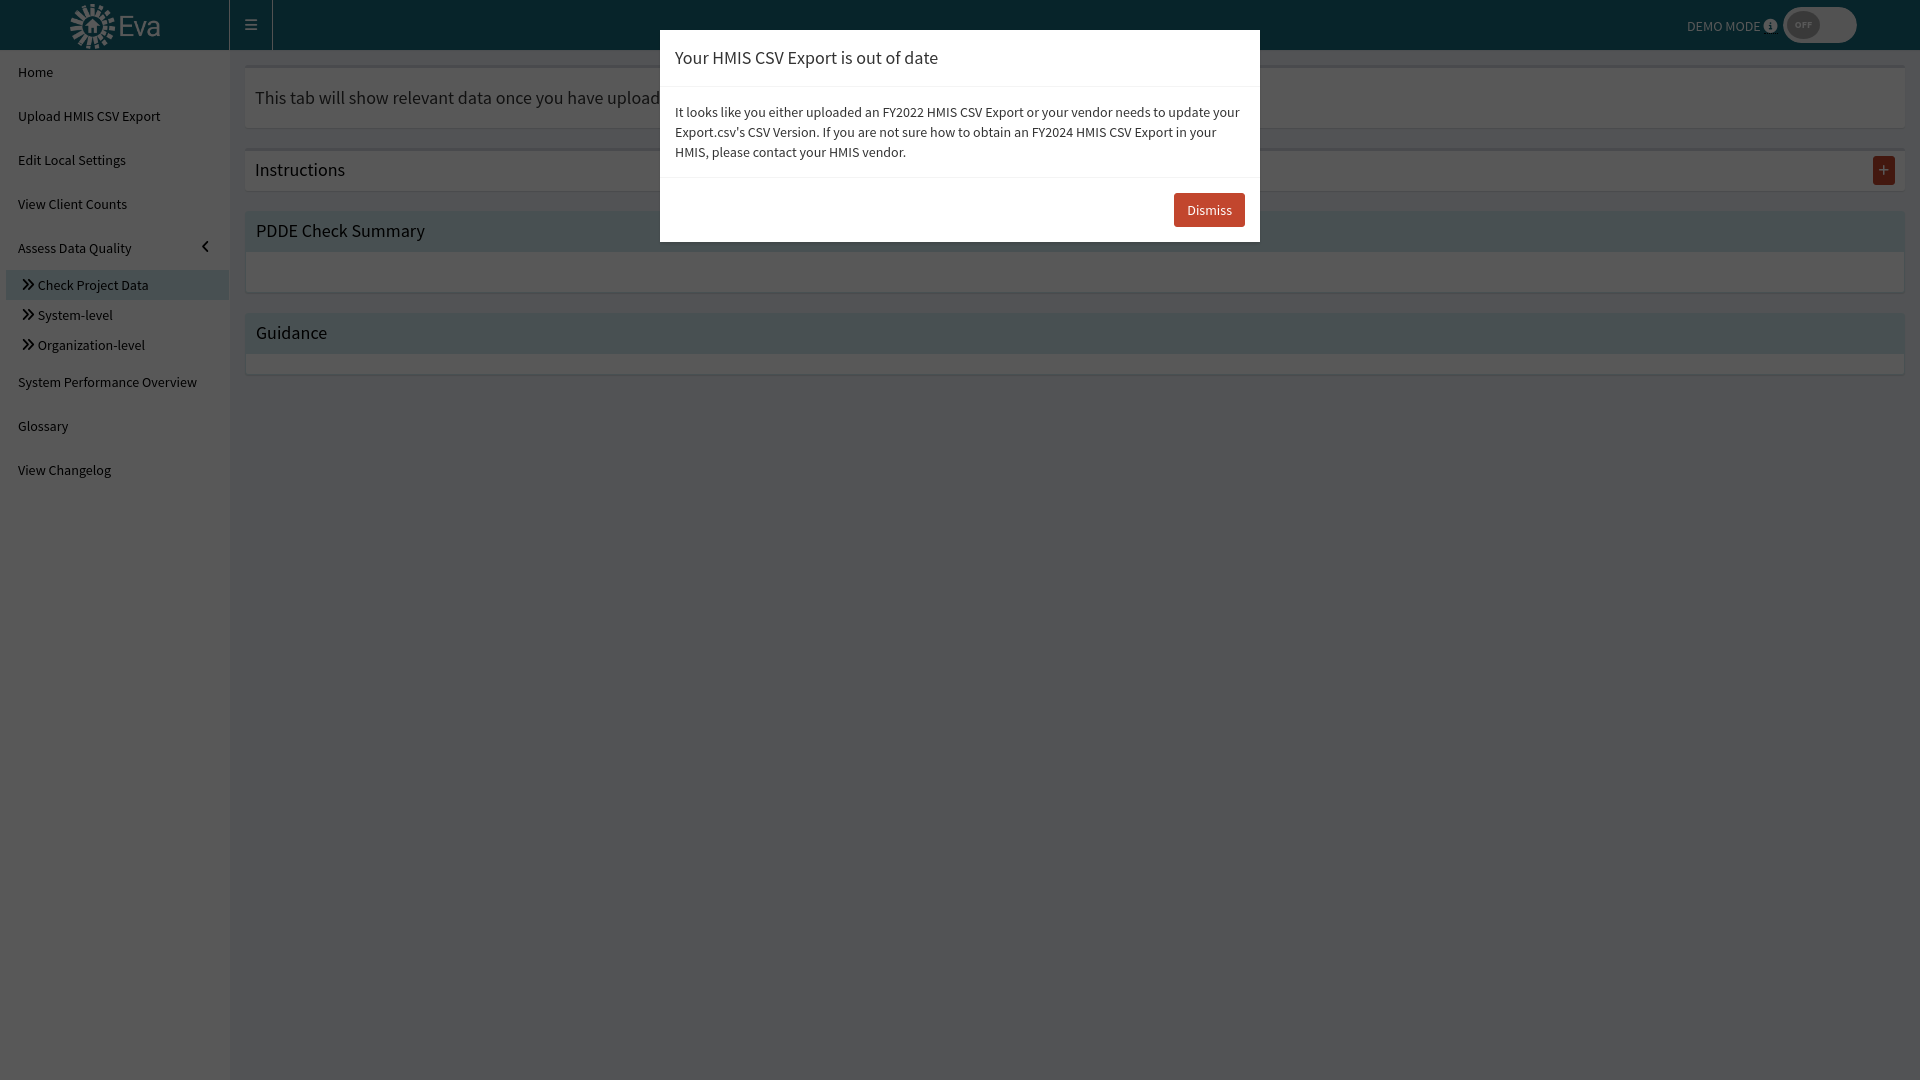 Eva
DEMO MODE
OFF
Your HMIS CSV Export is out of date
It looks like you either uploaded an FY2022 HMIS CSV Export or your vendor needs to update your
Export.csv's CSV Version. If you are not sure how to obtain an FY2024 HMIS CSV Export in your
HMIS, please contact your HMIS vendor.
Dismiss
Home
Upload HMIS CSV Export
Edit Local Settings
View Client Counts
Assess Data Quality
Check Project Data
System-level
Organization-level
System Performance Overview
Glossary
View Changelog
This tab will show relevant data once you have upload
Instructions
PDDE Check Summary
Guidance